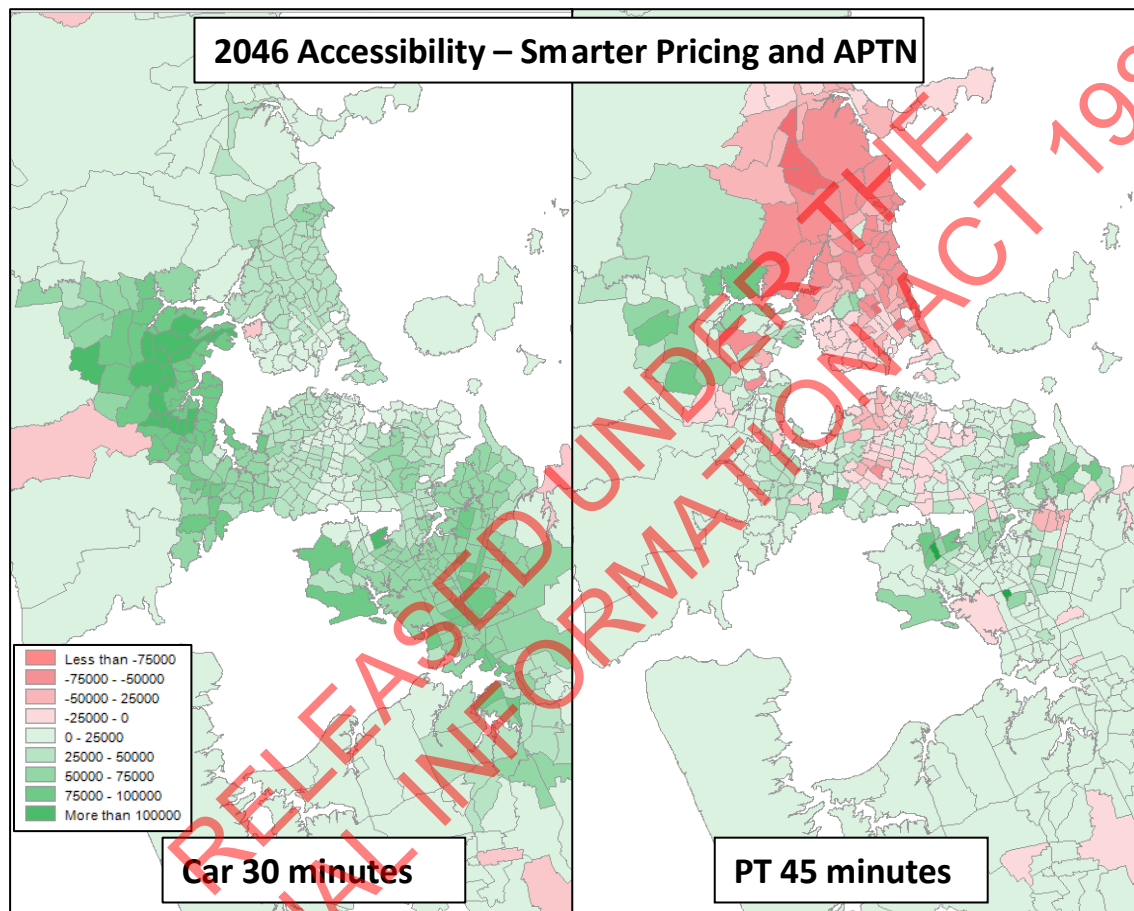 2046 Accessibility – Smarter Pricing and APTN
Less than -75000
-75000 - -50000
-50000 - 25000
-25000 - 0
0 - 25000
25000 - 50000
50000 - 75000
75000 - 100000
More than 100000
Car 30 minutes
PT 45 minutes
RELEASED UNDER THE
INFORMATION ACT